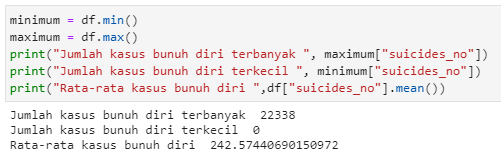 minimum = df.min()
maximum = df.max()
print("Jumlah kasus bunuh diri terbanyak ", maximum["suicides_no"])
print("Jumlah kasus bunuh diri terkecil ", minimum["suicides_no"])
print("Rata-rata kasus bunuh diri ",df["suicides_no"].mean())
Jumlah kasus bunuh diri terbanyak  22338
Jumlah kasus bunuh diri terkecil  0
Rata-rata kasus bunuh diri  242.57440690150972